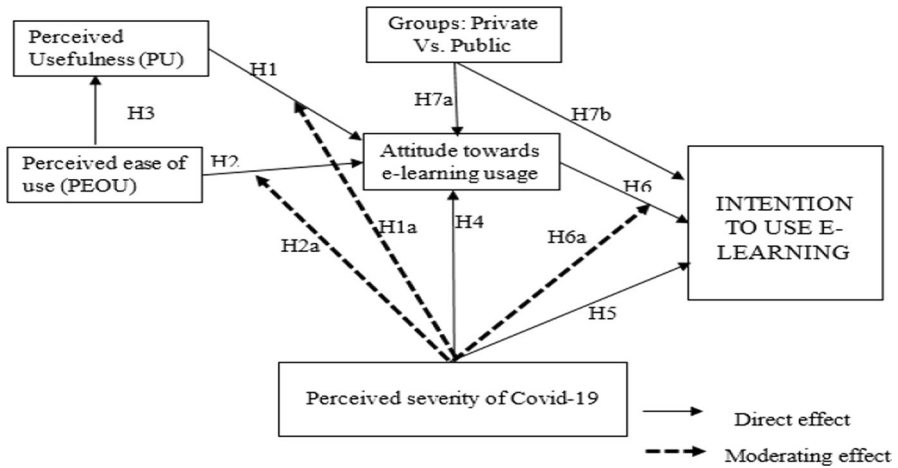 Groups: Private
Vs. Public
Perceived
Usefulness (PU)
H1
H7a
H7b
H3
Perceived ease of
use (PEOU)
H2
Attitude towards
e-learning usage
H6
INTENTION
TO USE E-
LEARNING
H2a
H1a
H4
H6a
H5
Perceived severity of Covid-19
Direct effect
Moderating effect